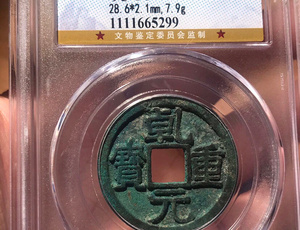 28.6*2.1mm,7.9g
1111665299
★文物鉴定委员会监制★
乾
寶 重
元